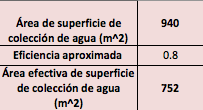 Área de superficie de
colección de agua (m^2)
940
Eficiencia aproximada
0.8
Área efectiva de superficie
de colección de agua
(m^2)
752